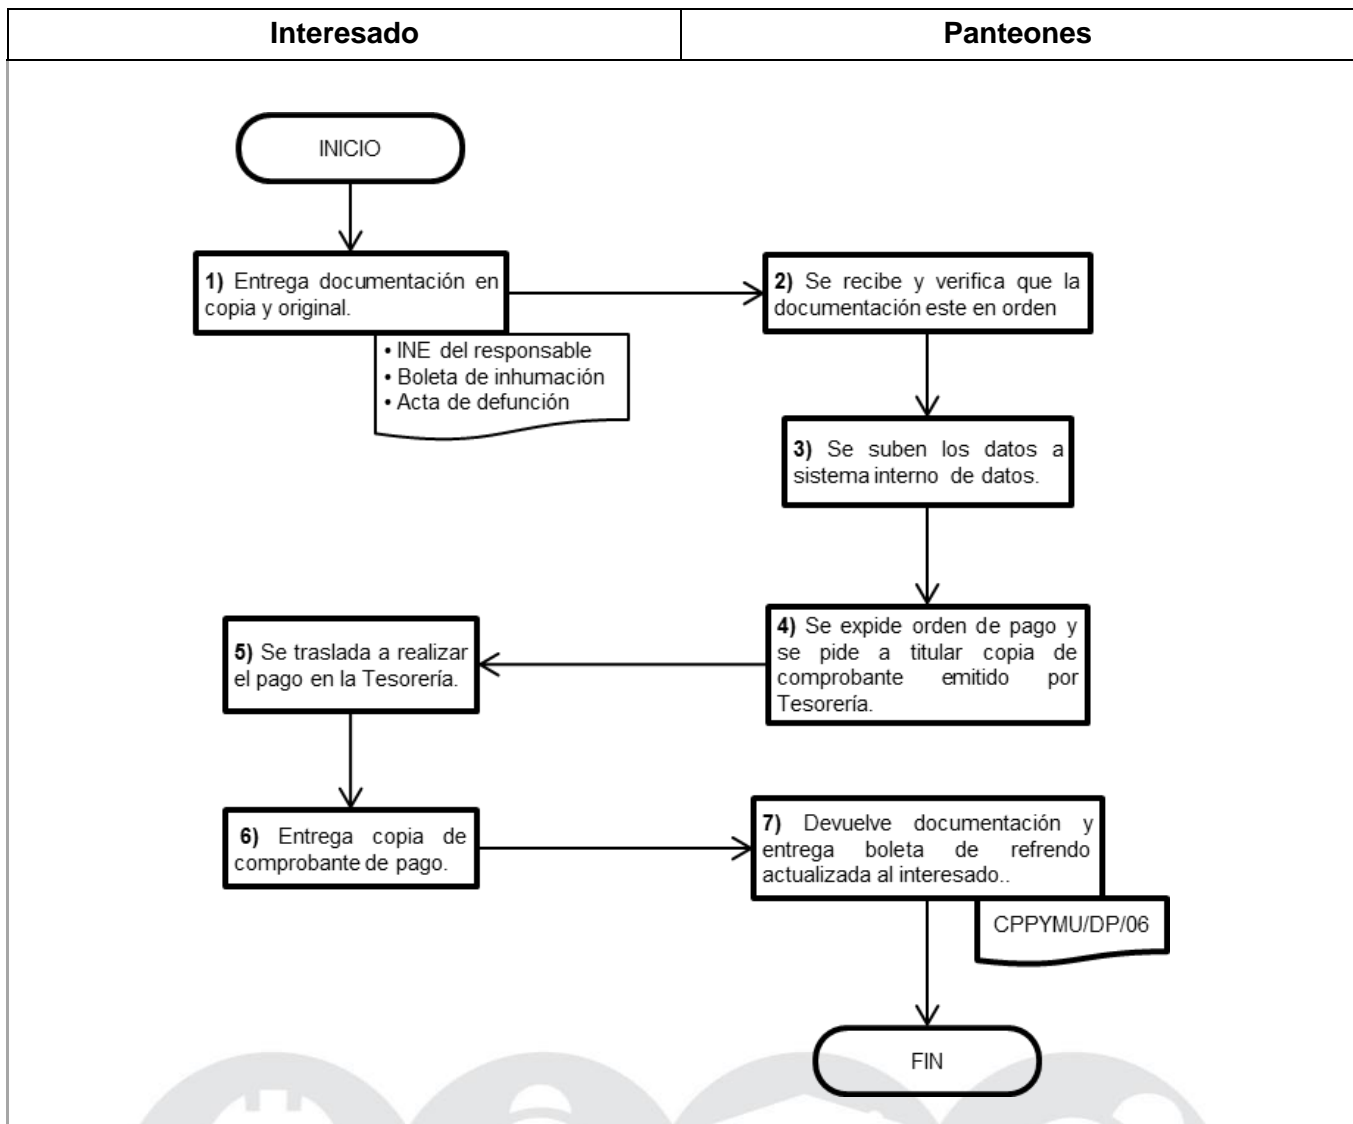 Interesado
Panteones
INICIO
1) Entrega documentación en
copia y original.
• INE del responsable
• Boleta de inhumación
• Acta de defunción
2) Se recibe y verifica que la
documentación este en orden
3) Se suben los datos a
sistema interno de datos.
4) Se expide orden de pago y
se pide a titular copia de
comprobante emitido por
Tesorería.
5) Se traslada a realizar
el pago en la Tesorería.
6) Entrega copia de
comprobante de pago.
7) Devuelve documentación y
entrega boleta de refrendo
actualizada al interesado..
CPPYMU/DP/06
FIN